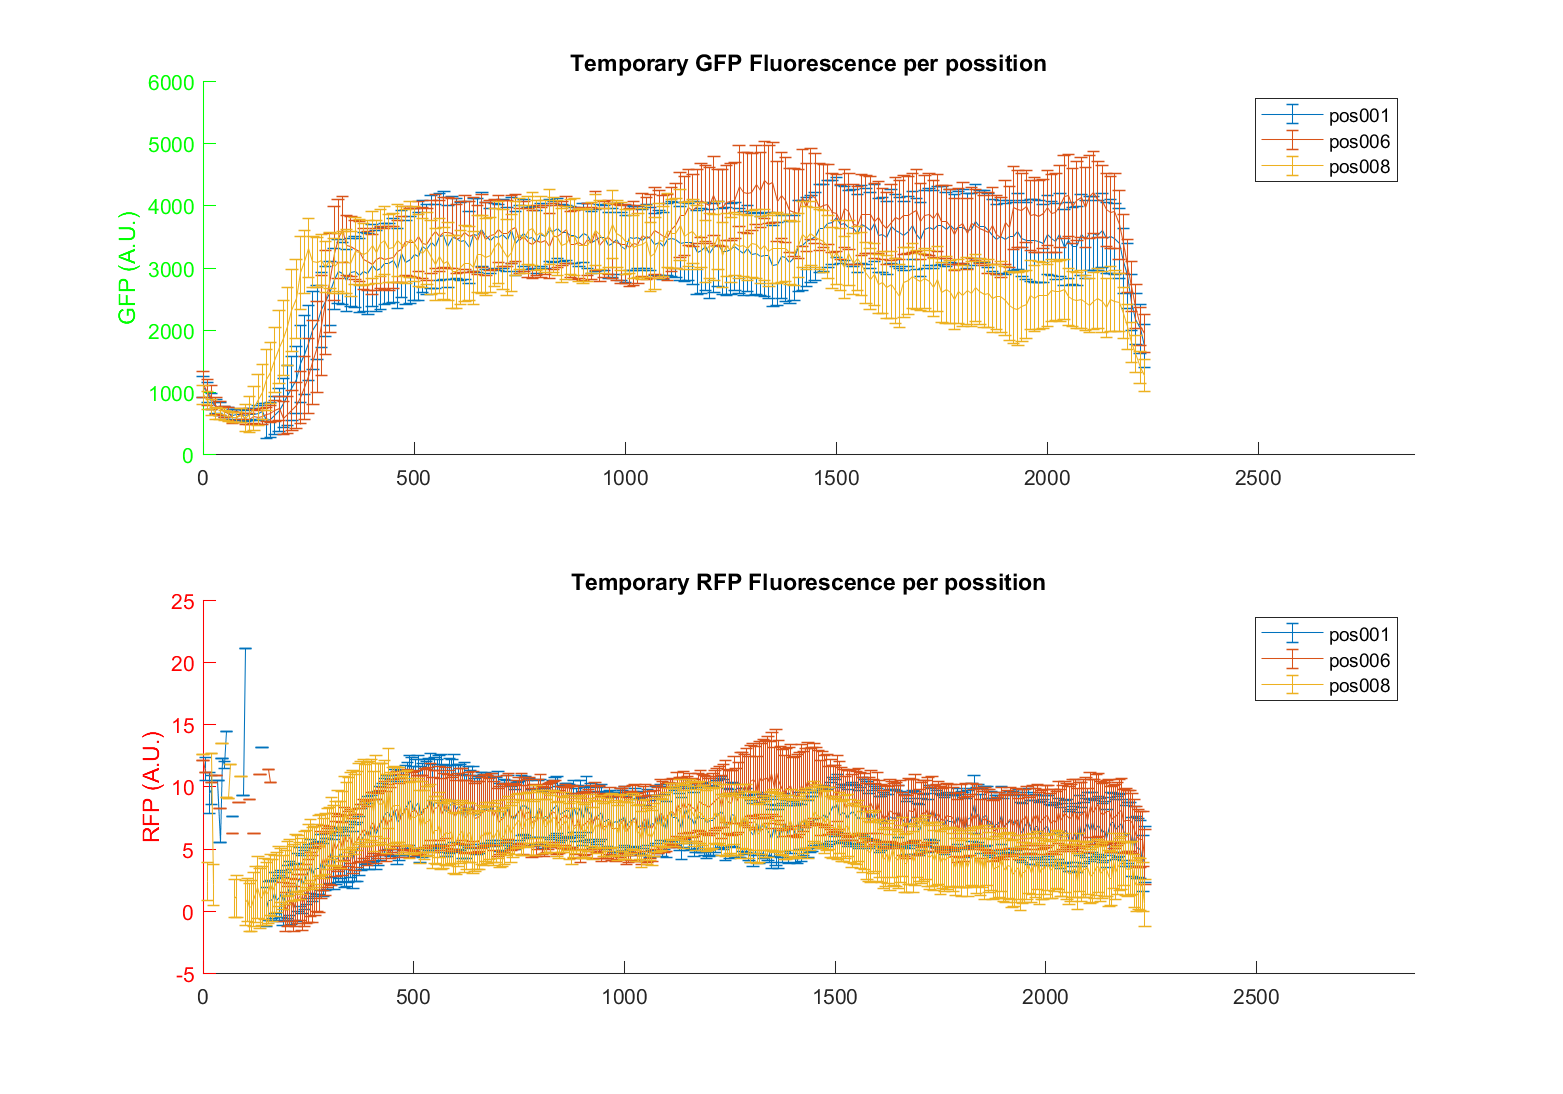 Temporary GFP Fluorescence per possition
GFP (A.U.)
6000
5000
4000
3000
2000
1000
0
0 500 1000 1500 2000 2500
pos001
pos006
pos008
Temporary RFP Fluorescence per possition
RFP (A.U.)
25
20
15
10
5
0
-5
0 500 1000 1500 2000 2500
pos001
pos006
pos008